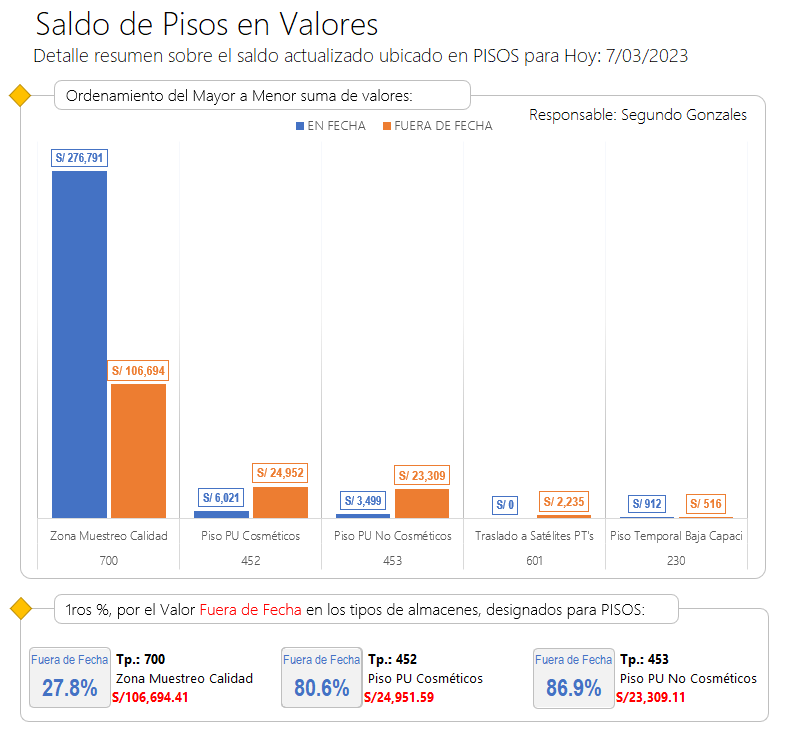 Saldo de Pisos en Valores
Detalle resumen sobre el saldo actualizado ubicado en PISOS para Hoy: 7/03/2023
Ordenamiento del Mayor a Menor suma de valores:
Responsable: Segundo Gonzales
EN FECHA FUERA DE FECHA
S/ 276,791
S/ 106,694
S/ 6,021
S/ 24,952
S/ 3,499
S/ 23,309
S/ 0
S/ 2,235
S/ 912
S/ 516
Zona Muestreo Calidad Piso PU Cosméticos Piso PU No Cosméticos Traslado a Satélites PT's Piso Temporal Baja Capaci
700 452 453 601 230
1ros %, por el Valor Fuera de Fecha en los tipos de almacenes, designados para PISOS:
Fuera de Fecha
27.8%
Tp.: 700
Zona Muestreo Calidad
S/106,694.41
Fuera de Fecha
80.6%
Tp.: 452
Piso PU Cosméticos
S/24,951.59
Fuera de Fecha
86.9%
Tp.: 453
Piso PU No Cosméticos
S/23,309.11